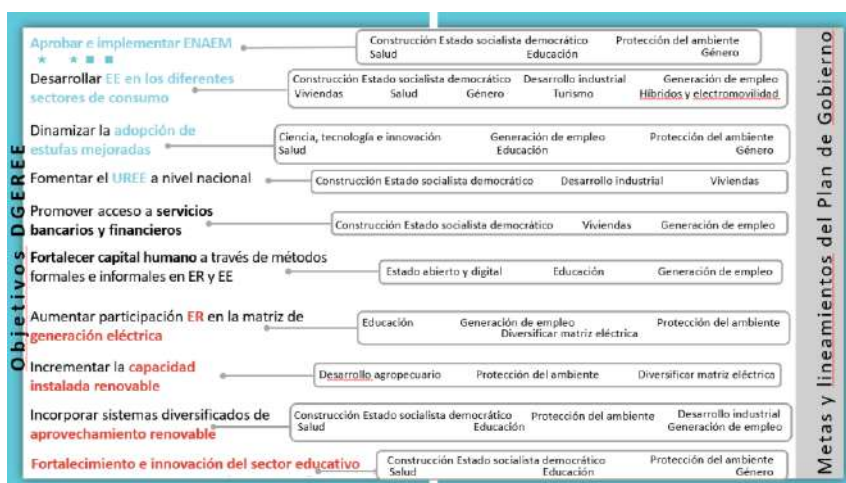 Objetivos DGEREE
Aprobar e implementar ENAEM
Construcción Estado socialista democrático Protección del ambiente
Salud Educación Género
Desarrollar EE en los diferentes
sectores de consumo
Construcción Estado socialista democrático Desarrollo industrial Generación de empleo
Viviendas Salud Género Turismo Híbridos y electromovilidad
Dinamizar la adopción de
estufas mejoradas
Ciencia, tecnología e innovación Generación de empleo Protección del ambiente
Salud Educación Género
Fomentar el UREE a nivel nacional
Construcción Estado socialista democrático Desarrollo industrial Viviendas
Promover acceso a servicios
bancarios y financieros
Construcción Estado socialista democrático Viviendas Generación de empleo
Fortalecer capital humano a través de métodos
formales e informales en ER y EE
Estado abierto y digital Educación Generación de empleo
Aumentar participación ER en la matriz de
generación eléctrica
Educación Generación de empleo Protección del ambiente
Diversificar matriz eléctrica
Incrementar la capacidad
instalada renovable
Desarrollo agropecuario Protección del ambiente Diversificar matriz eléctrica
Incorporar sistemas diversificados de
aprovechamiento renovable
Construcción Estado socialista democrático Protección del ambiente Desarrollo industrial
Salud Educación Generación de empleo
Fortalecimiento e innovación del sector educativo
Construcción Estado socialista democrático Protección del ambiente
Salud Educación Género
Metas y lineamientos del Plan de Gobierno